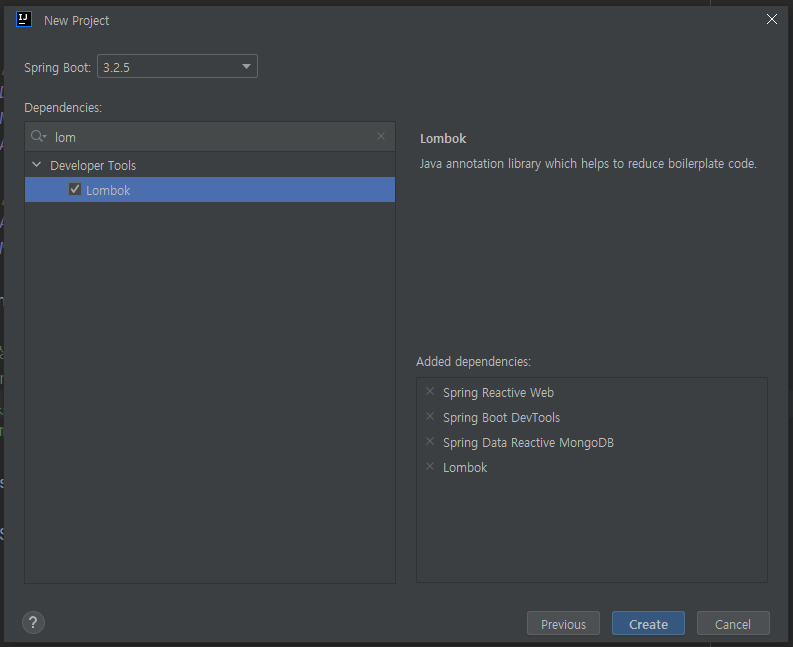 IJ
New Project
Spring Boot: 3.2.5
Dependencies:
lom
Developer Tools
Lombok
Lombok
Java annotation library which helps to reduce boilerplate code.
Added dependencies:
Spring Reactive Web
Spring Boot DevTools
Spring Data Reactive MongoDB
Lombok
?
Previous
Create
Cancel